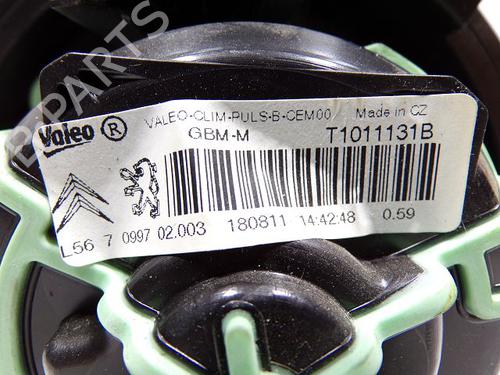 B-PARTS
Valeo ® VALEO-CLIM-PULS-B-CEM00 Made in CZ
GBM-M T1011131B
L56 7 0997 02.003 180811 14:42:48 0.59